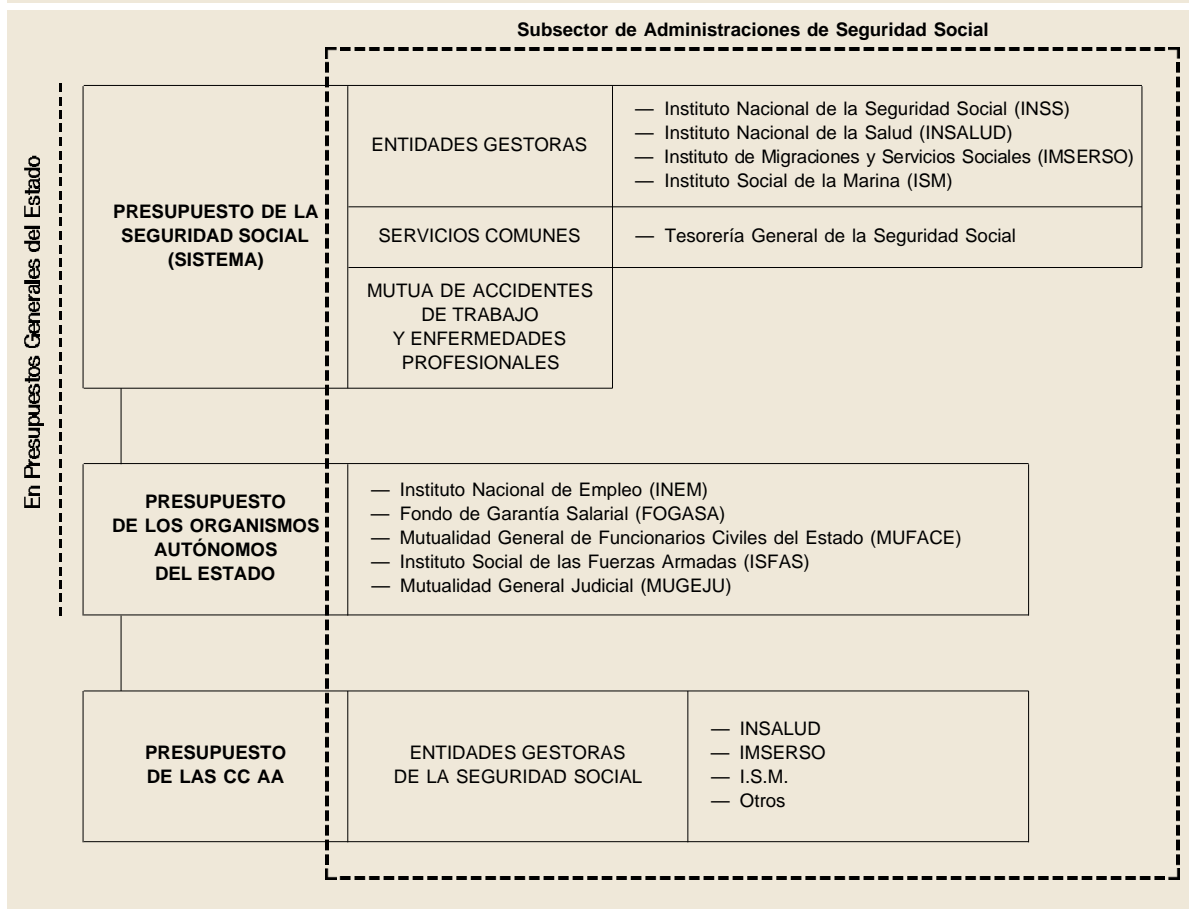 Subsector de Administraciones de Seguridad Social
En Presupuestos Generales del Estado
PRESUPUESTO DE LA
SEGURIDAD SOCIAL
(SISTEMA)
ENTIDADES GESTORAS
— Instituto Nacional de la Seguridad Social (INSS)
— Instituto Nacional de la Salud (INSALUD)
— Instituto de Migraciones y Servicios Sociales (IMSERSO)
— Instituto Social de la Marina (ISM)
SERVICIOS COMUNES
— Tesorería General de la Seguridad Social
MUTUA DE ACCIDENTES
DE TRABAJO
Y ENFERMEDADES
PROFESIONALES
PRESUPUESTO
DE LOS ORGANISMOS
AUTÓNOMOS
DEL ESTADO
— Instituto Nacional de Empleo (INEM)
— Fondo de Garantía Salarial (FOGASA)
— Mutualidad General de Funcionarios Civiles del Estado (MUFACE)
— Instituto Social de las Fuerzas Armadas (ISFAS)
— Mutualidad General Judicial (MUGEJU)
PRESUPUESTO
DE LAS CC AA
ENTIDADES GESTORAS
DE LA SEGURIDAD SOCIAL
— INSALUD
— IMSERSO
— I.S.M.
— Otros